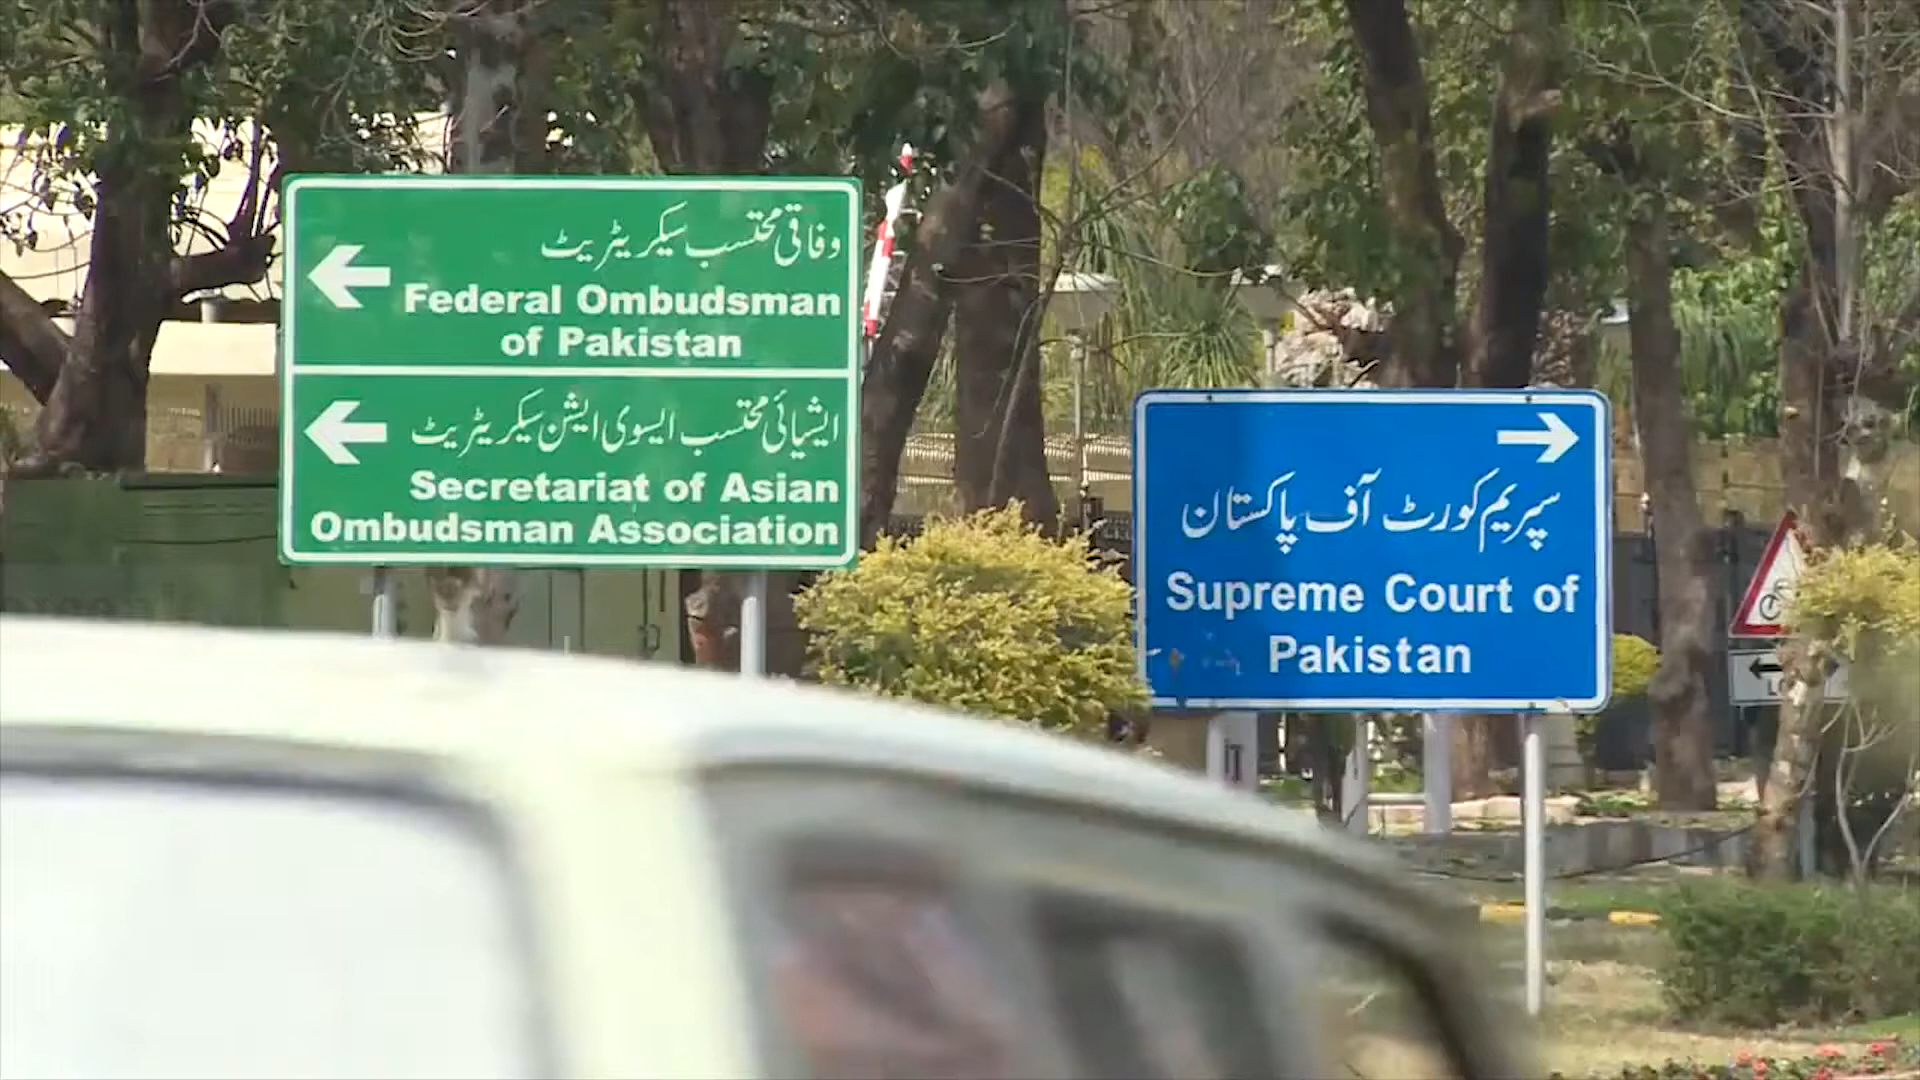 وفاقی محتسب سیکریٹریٹ
Federal Ombudsman
of Pakistan
ایشیائی محتسب ایسوی ایشن سیکریٹریٹ
Secretariat of Asian
Ombudsman Association
سپریم کورٹ آف پاکستان
Supreme Court of
Pakistan